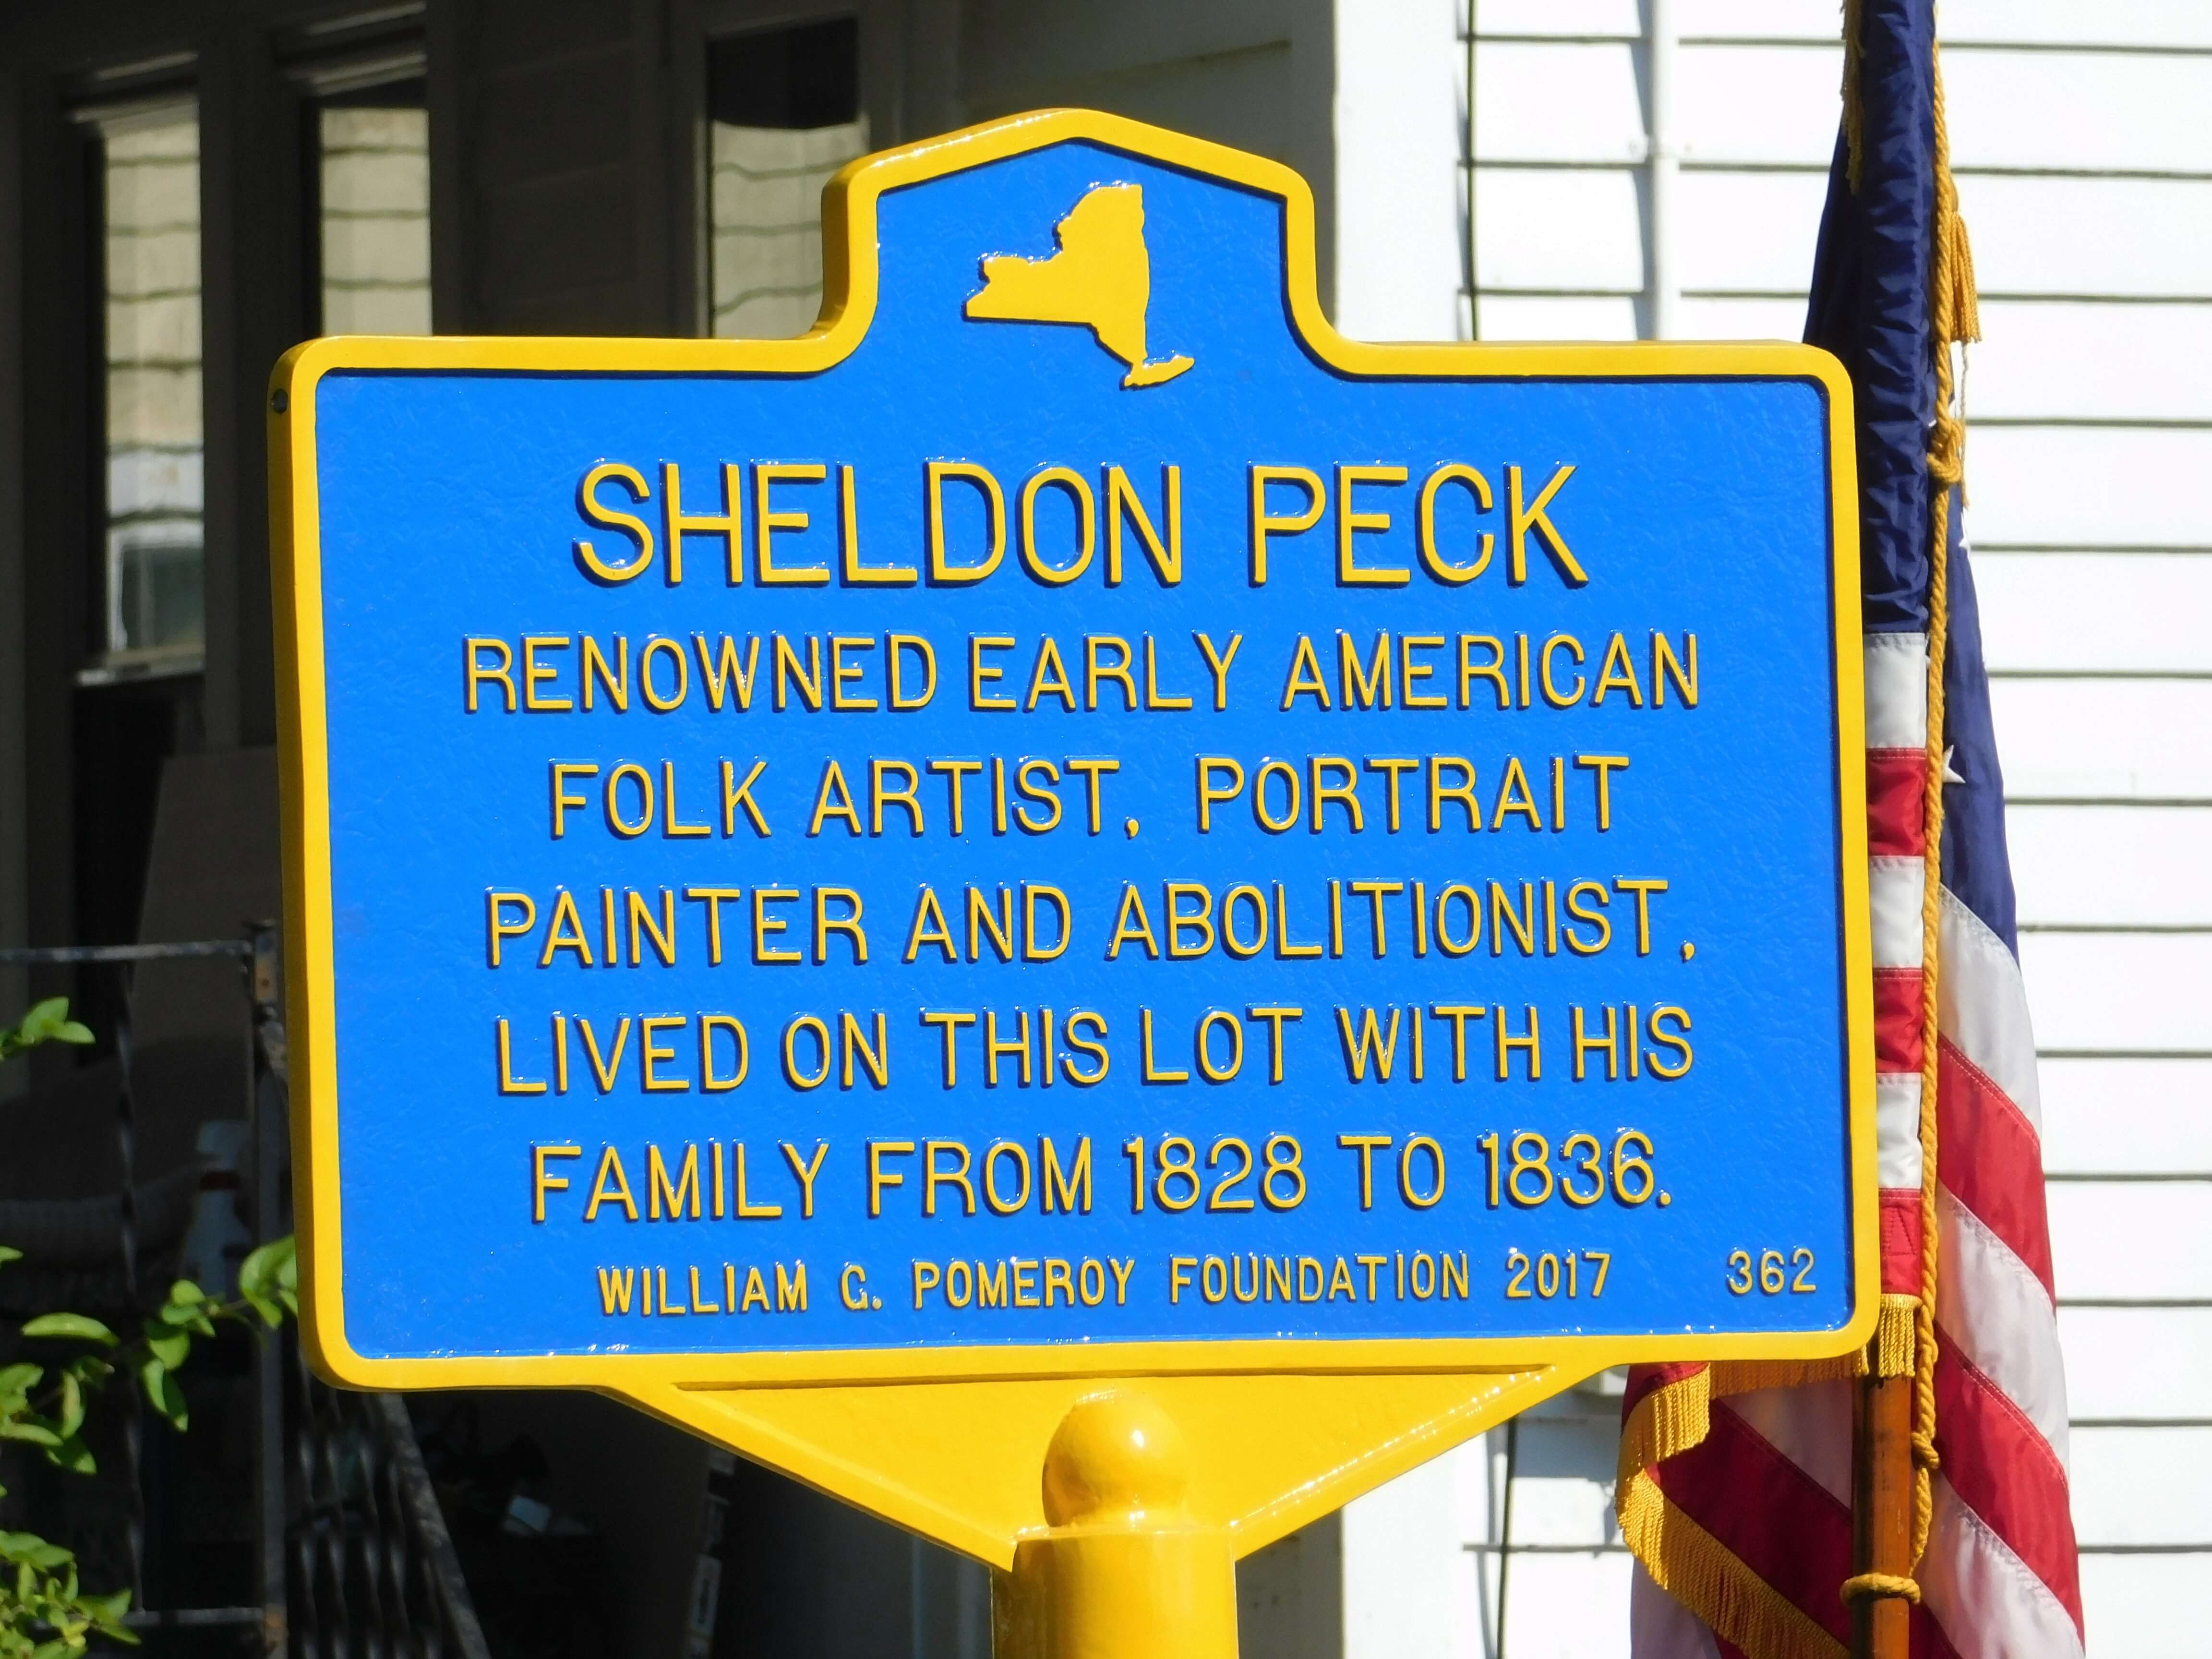 SHELDON PECK
RENOWNED EARLY AMERICAN
FOLK ARTIST, PORTRAIT
PAINTER AND ABOLITIONIST,
LIVED ON THIS LOT WITH HIS
FAMILY FROM 1828 TO 1836.
WILLIAM G. POMEROY FOUNDATION 2017 362